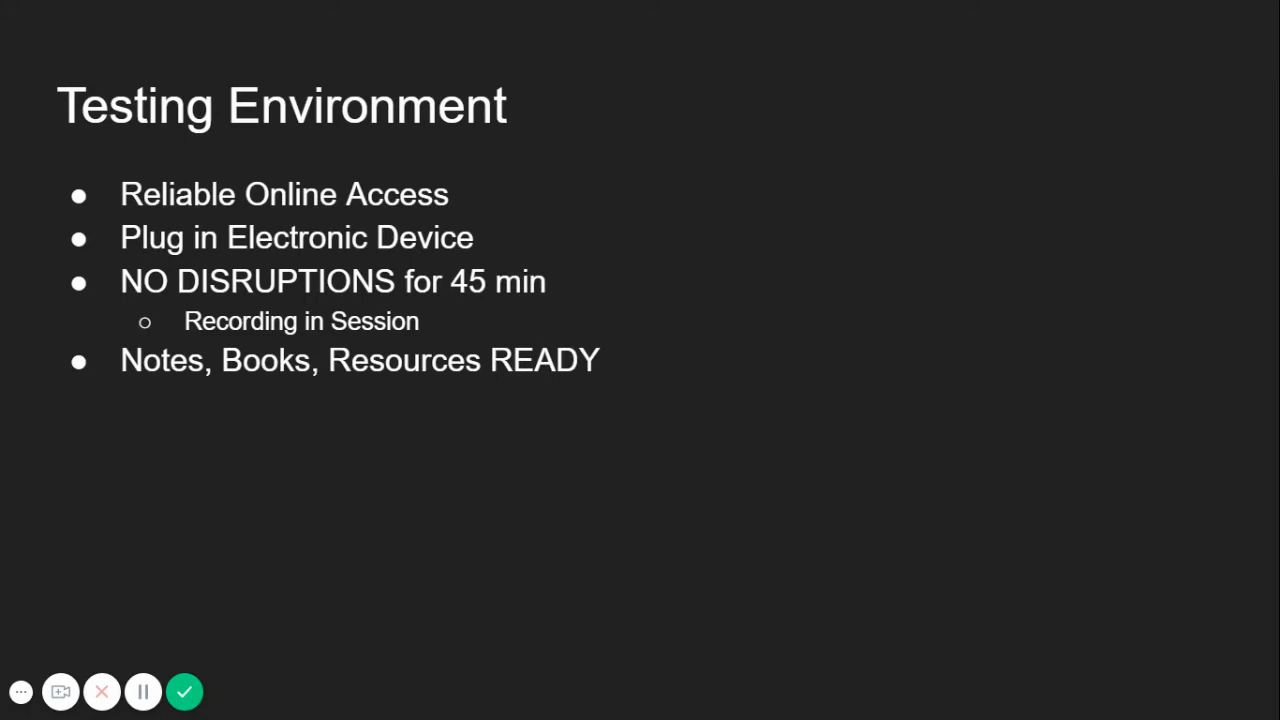 Testing Environment
● Reliable Online Access
● Plug in Electronic Device
● NO DISRUPTIONS for 45 min
○ Recording in Session
● Notes, Books, Resources READY